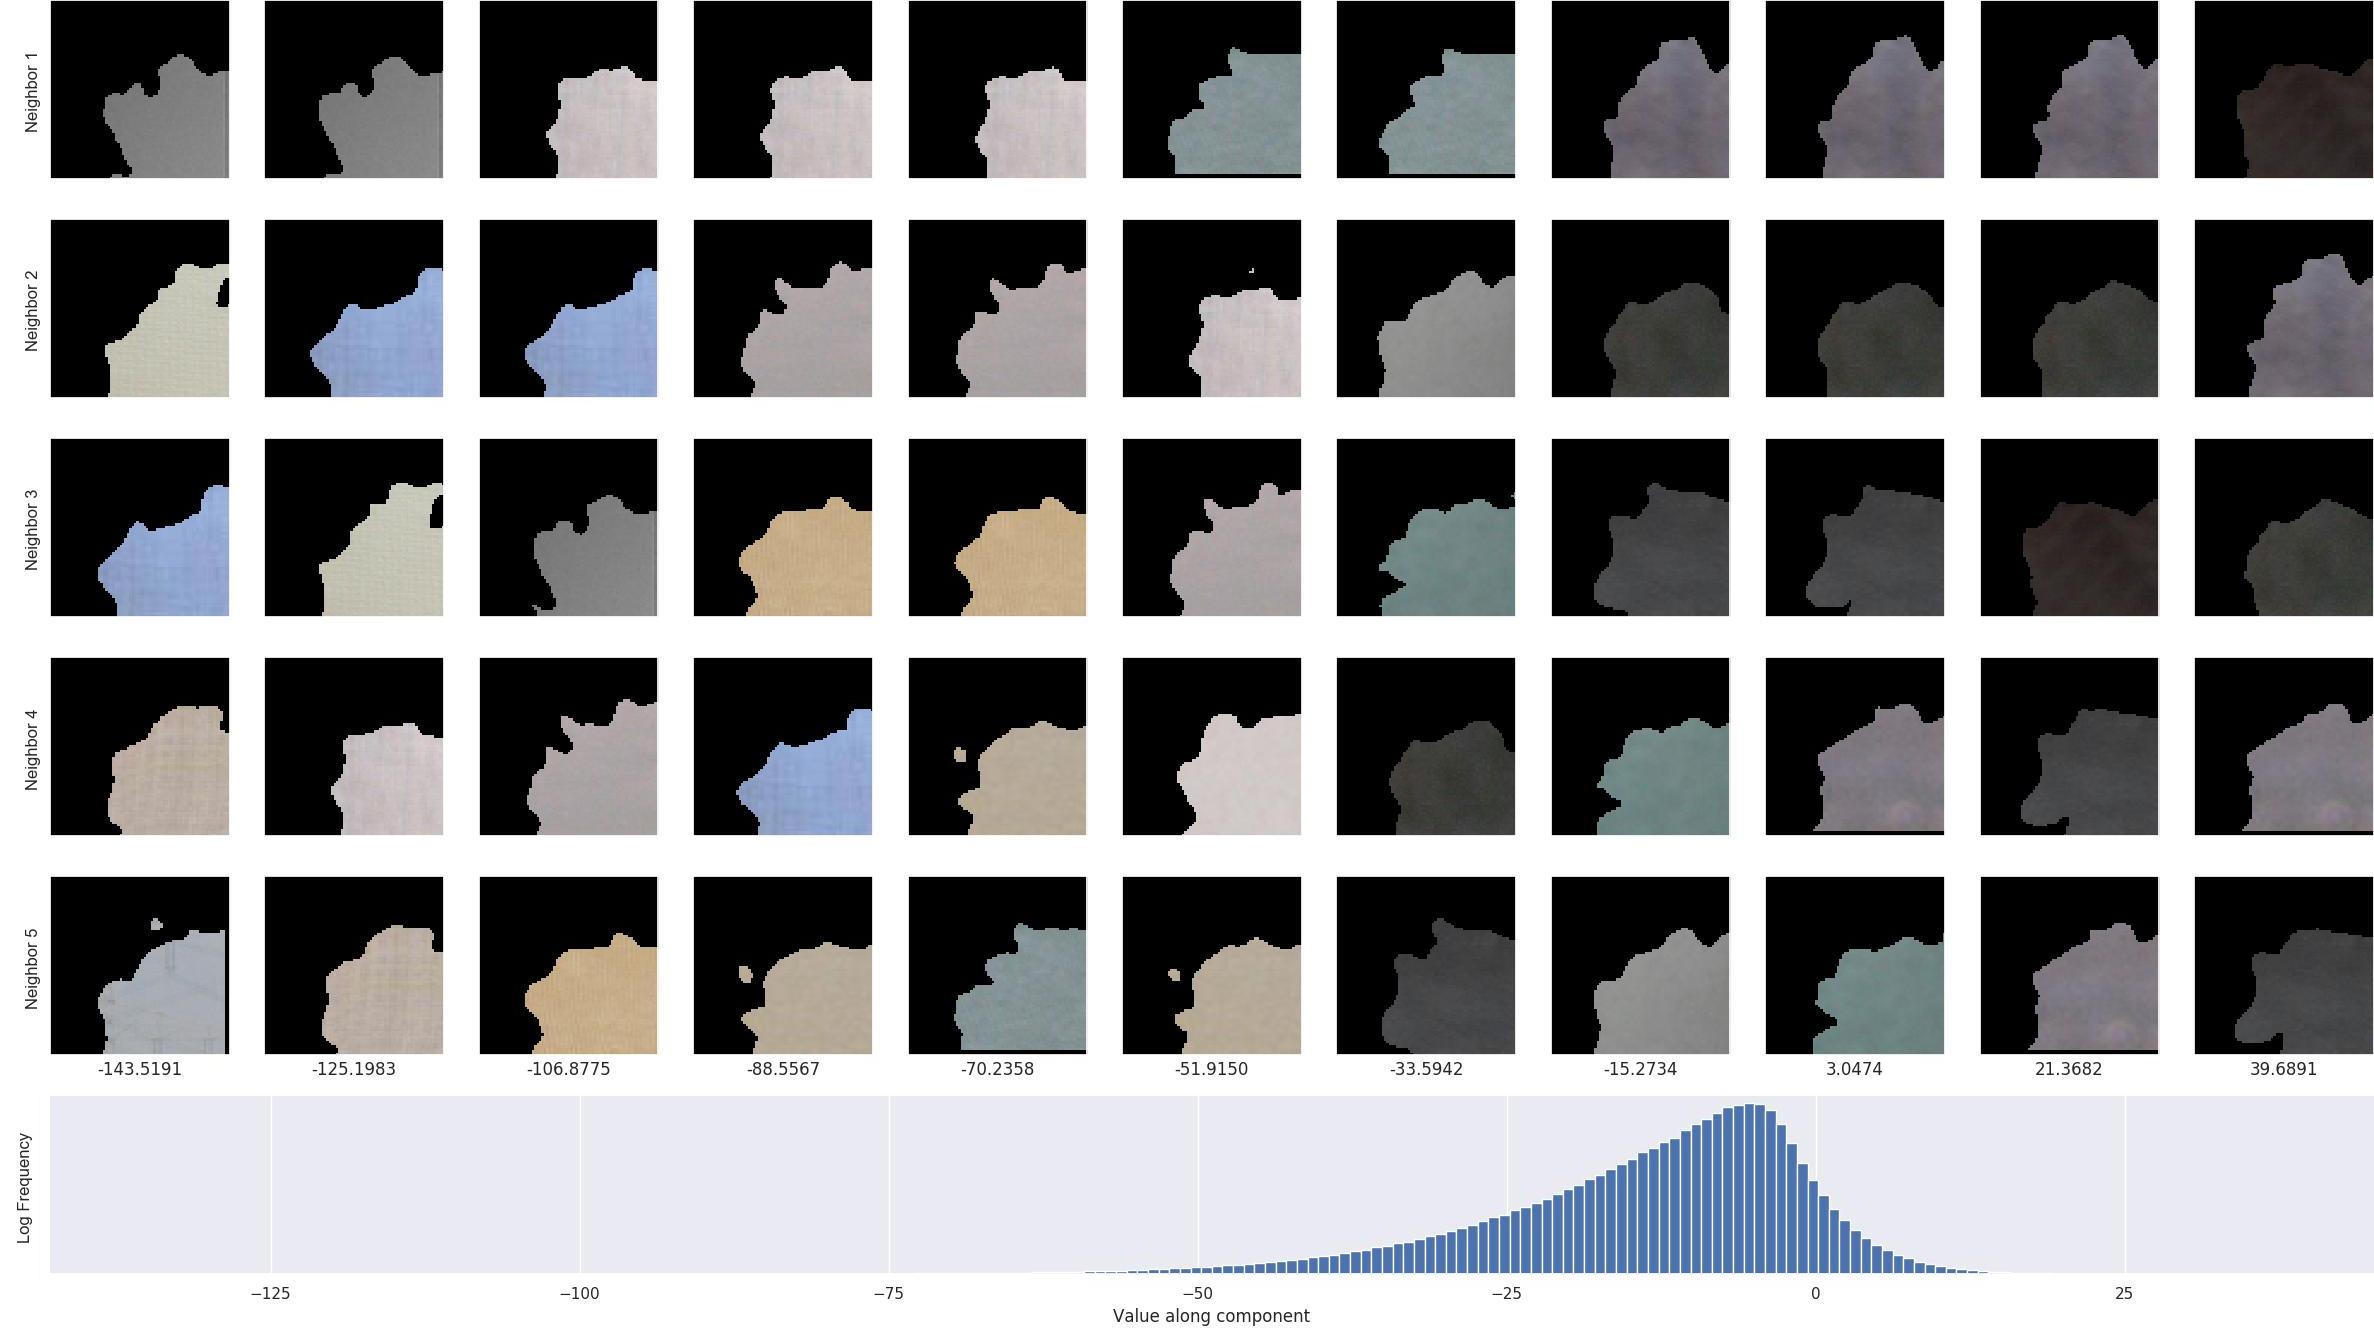 Neighbor 1
Neighbor 2
Neighbor 3
Neighbor 4
Neighbor 5
-143.5191 -125.1983 -106.8775 -88.5567 -70.2358 -51.9150 -33.5942 -15.2734 3.0474 21.3682 39.6891
Log Frequency
−125 −100 −75 −50 −25 0 25
Value along component